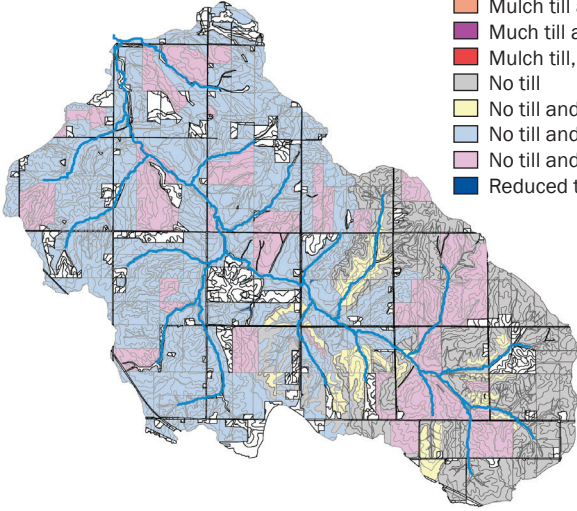 Mulch till
Much till
Mulch till,
No till
No till and
No till and
No till and
Reduced